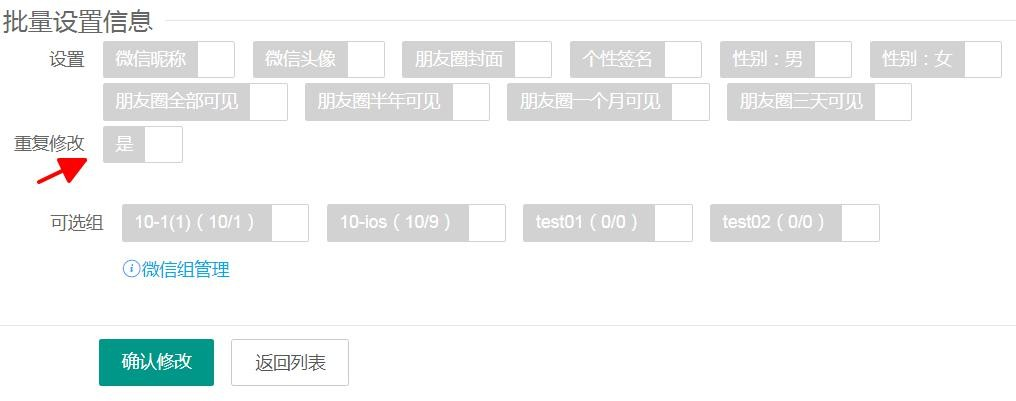 批量设置信息
设置 微信昵称 微信头像 朋友圈封面 个性签名 性别：男 性别：女
朋友圈全部可见 朋友圈半年可见 朋友圈一个月可见 朋友圈三天可见
重复修改 是
可选组 10-1(1)（10/1） 10-ios（10/9） test01（0/0） test02（0/0）
微信组管理
确认修改 返回列表